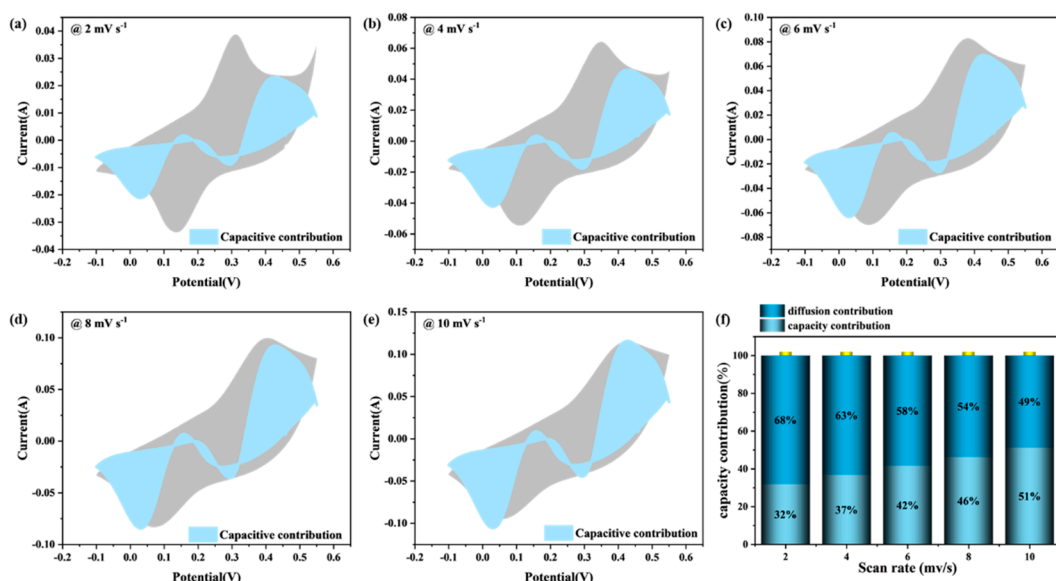 (a)
@ 2 mV s⁻¹
0.04
0.03
0.02
0.01
0.00
-0.01
-0.02
-0.03
-0.04
Current(A)
Capacitive contribution
-0.2 -0.1 0.0 0.1 0.2 0.3 0.4 0.5 0.6
Potential(V)
(b)
@ 4 mV s⁻¹
0.08
0.06
0.04
0.02
0.00
-0.02
-0.04
-0.06
Current(A)
Capacitive contribution
-0.2 -0.1 0.0 0.1 0.2 0.3 0.4 0.5 0.6
Potential(V)
(c)
@ 6 mV s⁻¹
0.10
0.08
0.06
0.04
0.02
0.00
-0.02
-0.04
-0.06
-0.08
Current(A)
Capacitive contribution
-0.2 -0.1 0.0 0.1 0.2 0.3 0.4 0.5 0.6
Potential(V)
(d)
@ 8 mV s⁻¹
0.10
0.05
0.00
-0.05
-0.10
Current(A)
Capacitive contribution
-0.2 -0.1 0.0 0.1 0.2 0.3 0.4 0.5 0.6
Potential(V)
(e)
@ 10 mV s⁻¹
0.15
0.10
0.05
0.00
-0.05
-0.10
Current(A)
Capacitive contribution
-0.2 -0.1 0.0 0.1 0.2 0.3 0.4 0.5 0.6
Potential(V)
(f)
diffusion contribution
capacity contribution
100
80
60
40
20
0
capacity contribution(%)
68% 63% 58% 54% 49%
32% 37% 42% 46% 51%
2 4 6 8 10
Scan rate (mv/s)